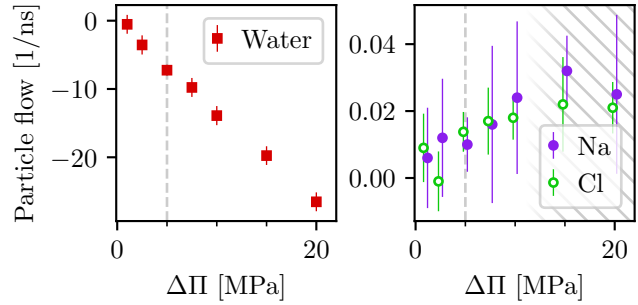 Particle flow [1/ns]
0
−10
−20
Water
0
20
ΔΠ [MPa]
0.04
0.02
0.00
Na
Cl
0
20
ΔΠ [MPa]